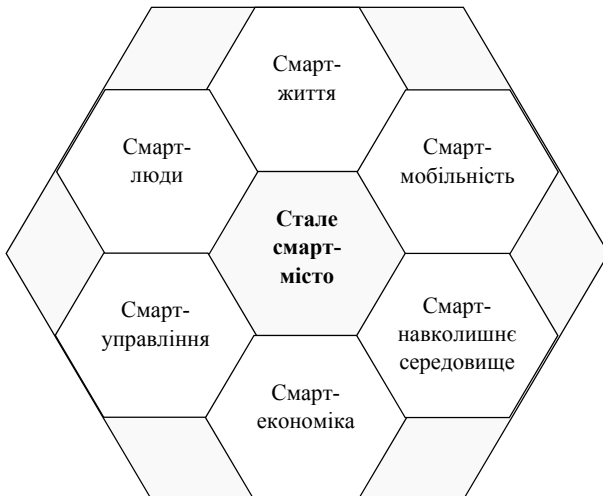 Смарт-
життя
Смарт-
люди
Смарт-
мобільність
Стале
смарт-
місто
Смарт-
управління
Смарт-
навколишнє
середовище
Смарт-
економіка